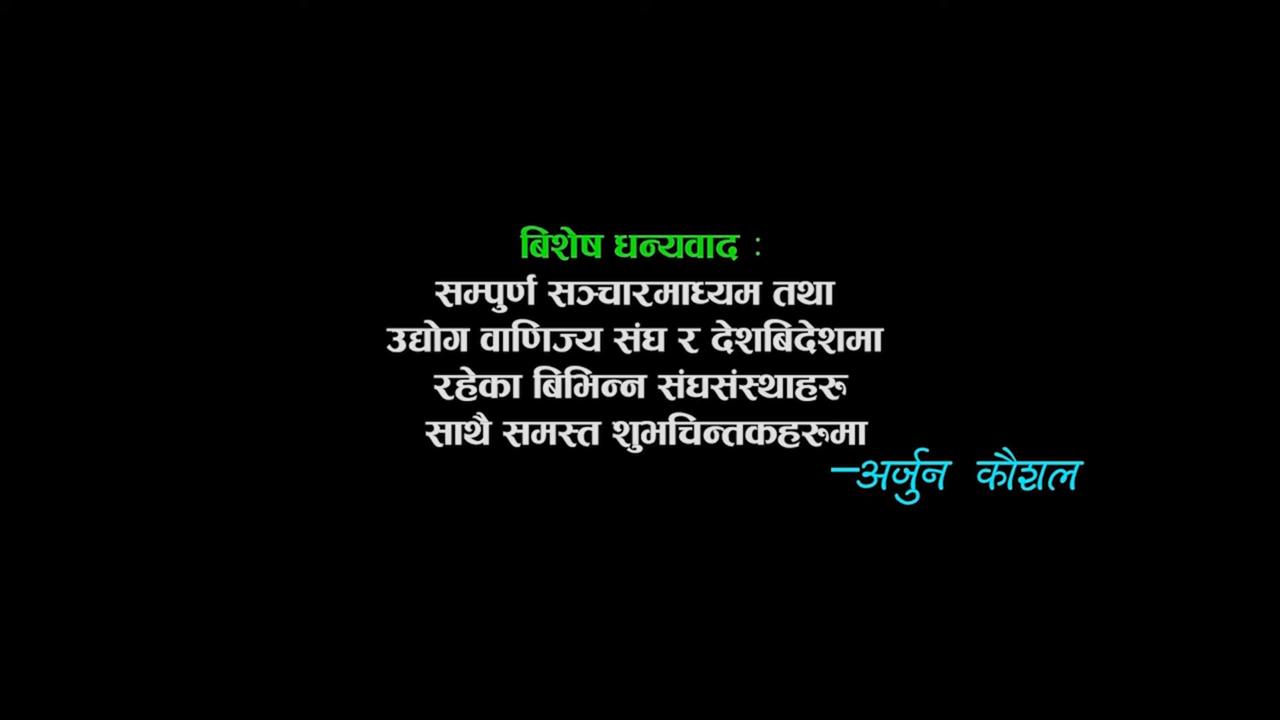 बिशेष धन्यवाद :
सम्पुर्ण सञ्चारमाध्यम तथा
उद्योग वाणिज्य संघ र देशबिदेशमा
रहेका बिभिन्न संघसंस्थाहरु
साथै समस्त शुभचिन्तकहरुमा
–अर्जुन कौशल